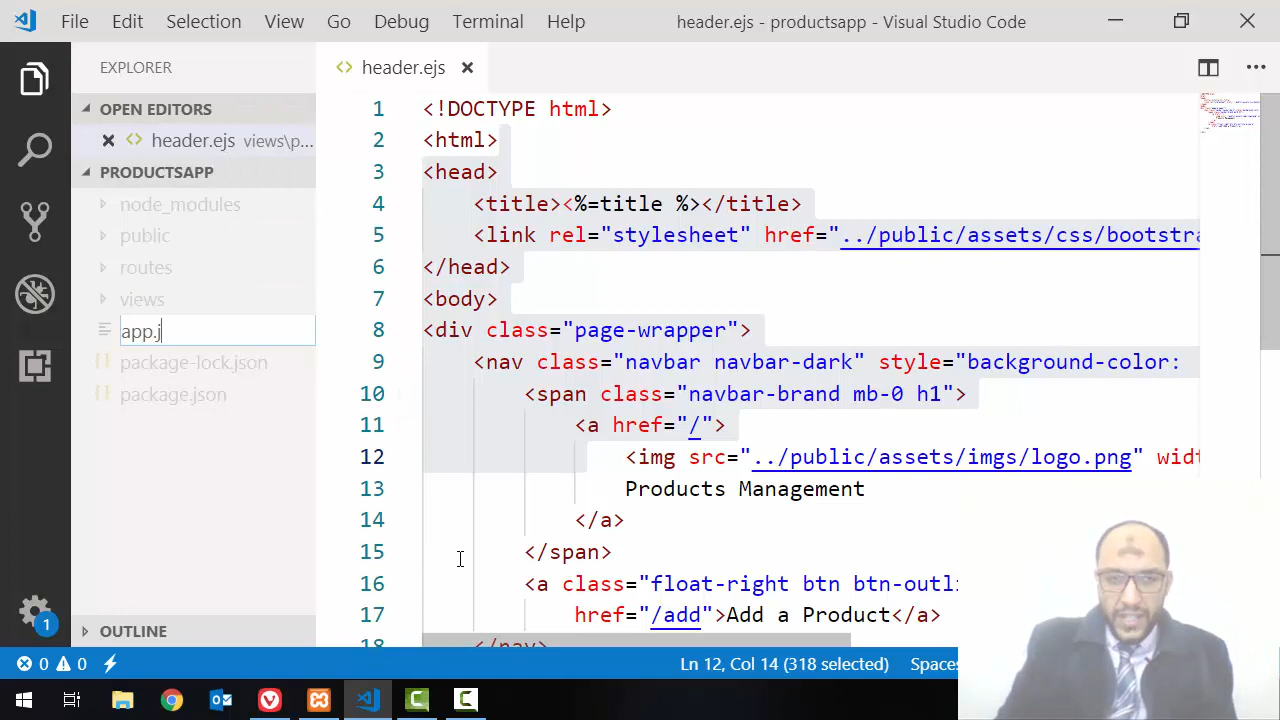 File Edit Selection View Go Debug Terminal Help header.ejs - productsapp - Visual Studio Code
EXPLORER
OPEN EDITORS
header.ejs views\p...
PRODUCTSAPP
node_modules
public
routes
views
app.j
package-lock.json
package.json
OUTLINE
header.ejs
1 <!DOCTYPE html>
2 <html>
3 <head>
4 <title><%=title %></title>
5 <link rel="stylesheet" href="../public/assets/css/bootstra
6 </head>
7 <body>
8 <div class="page-wrapper">
9 <nav class="navbar navbar-dark" style="background-color:
10 <span class="navbar-brand mb-0 h1">
11 <a href="/">
12 <img src="../public/assets/imgs/logo.png" widt
13 Products Management
14 </a>
15 </span>
16 <a class="float-right btn btn-outli
17 href="/add">Add a Product</a>
18 </nav>
1
0 0 Ln 12, Col 14 (318 selected) Spaces